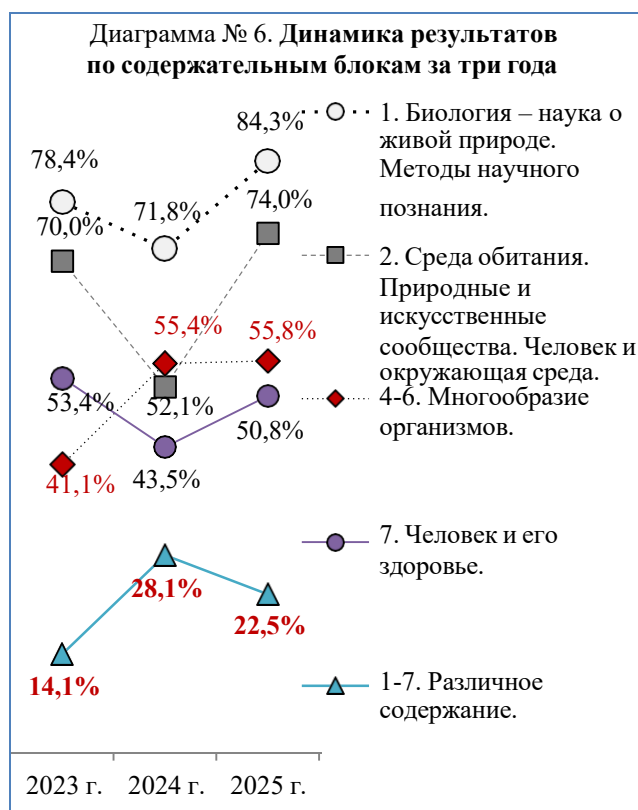 Диаграмма № 6. Динамика результатов
по содержательным блокам за три года
78,4%
71,8%
84,3%
70,0%
52,1%
74,0%
41,1%
55,4%
55,8%
53,4%
43,5%
50,8%
14,1%
28,1%
22,5%
2023 г.
2024 г.
2025 г.
1. Биология – наука о
живой природе.
Методы научного
познания.
2. Среда обитания.
Природные и
искусственные
сообщества. Человек и
окружающая среда.
4-6. Многообразие
организмов.
7. Человек и его
здоровье.
1-7. Различное
содержание.